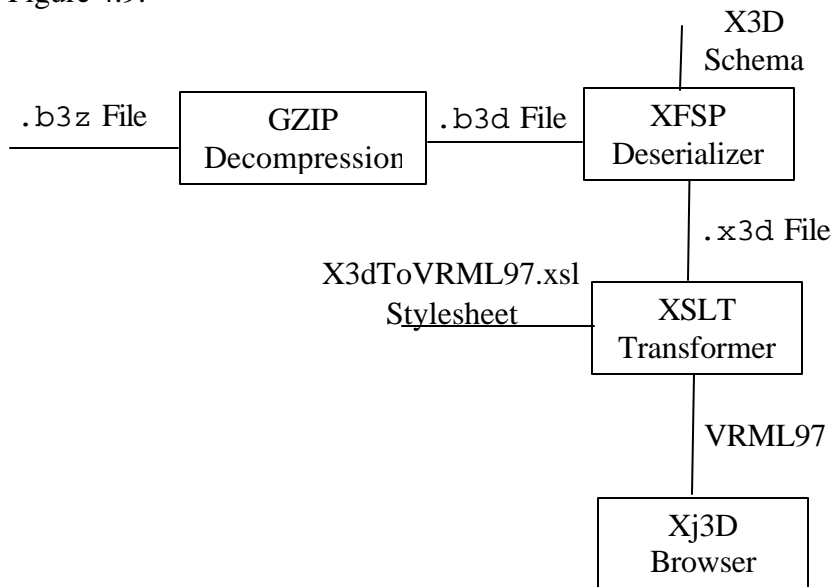 Figure 4.9.
X3D
Schema
.b3z File
GZIP
Decompression
.b3d File
XFSP
Deserializer
.x3d File
X3dToVRML97.xsl
Stylesheet
XSLT
Transformer
VRML97
Xj3D
Browser